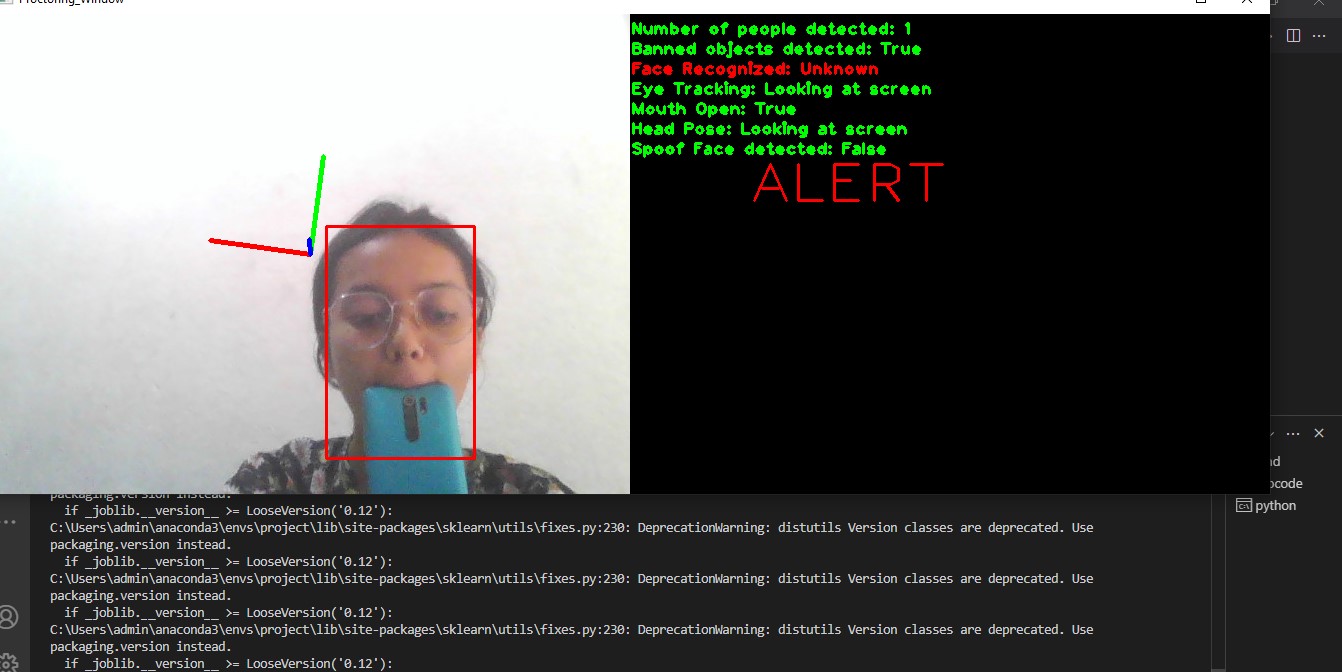 Proctoring_Window
Number of people detected: 1
Banned objects detected: True
Face Recognized: Unknown
Eye Tracking: Looking at screen
Mouth Open: True
Head Pose: Looking at screen
Spoof Face detected: False
ALERT
packaging.version instead.
if _joblib.__version__ >= LooseVersion('0.12'):
C:\Users\admin\anaconda3\envs\project\lib\site-packages\sklearn\utils\fixes.py:230: DeprecationWarning: distutils Version classes are deprecated. Use
packaging.version instead.
if _joblib.__version__ >= LooseVersion('0.12'):
C:\Users\admin\anaconda3\envs\project\lib\site-packages\sklearn\utils\fixes.py:230: DeprecationWarning: distutils Version classes are deprecated. Use
packaging.version instead.
if _joblib.__version__ >= LooseVersion('0.12'):
C:\Users\admin\anaconda3\envs\project\lib\site-packages\sklearn\utils\fixes.py:230: DeprecationWarning: distutils Version classes are deprecated. Use
packaging.version instead.
if _joblib.__version__ >= LooseVersion('0.12'):
python